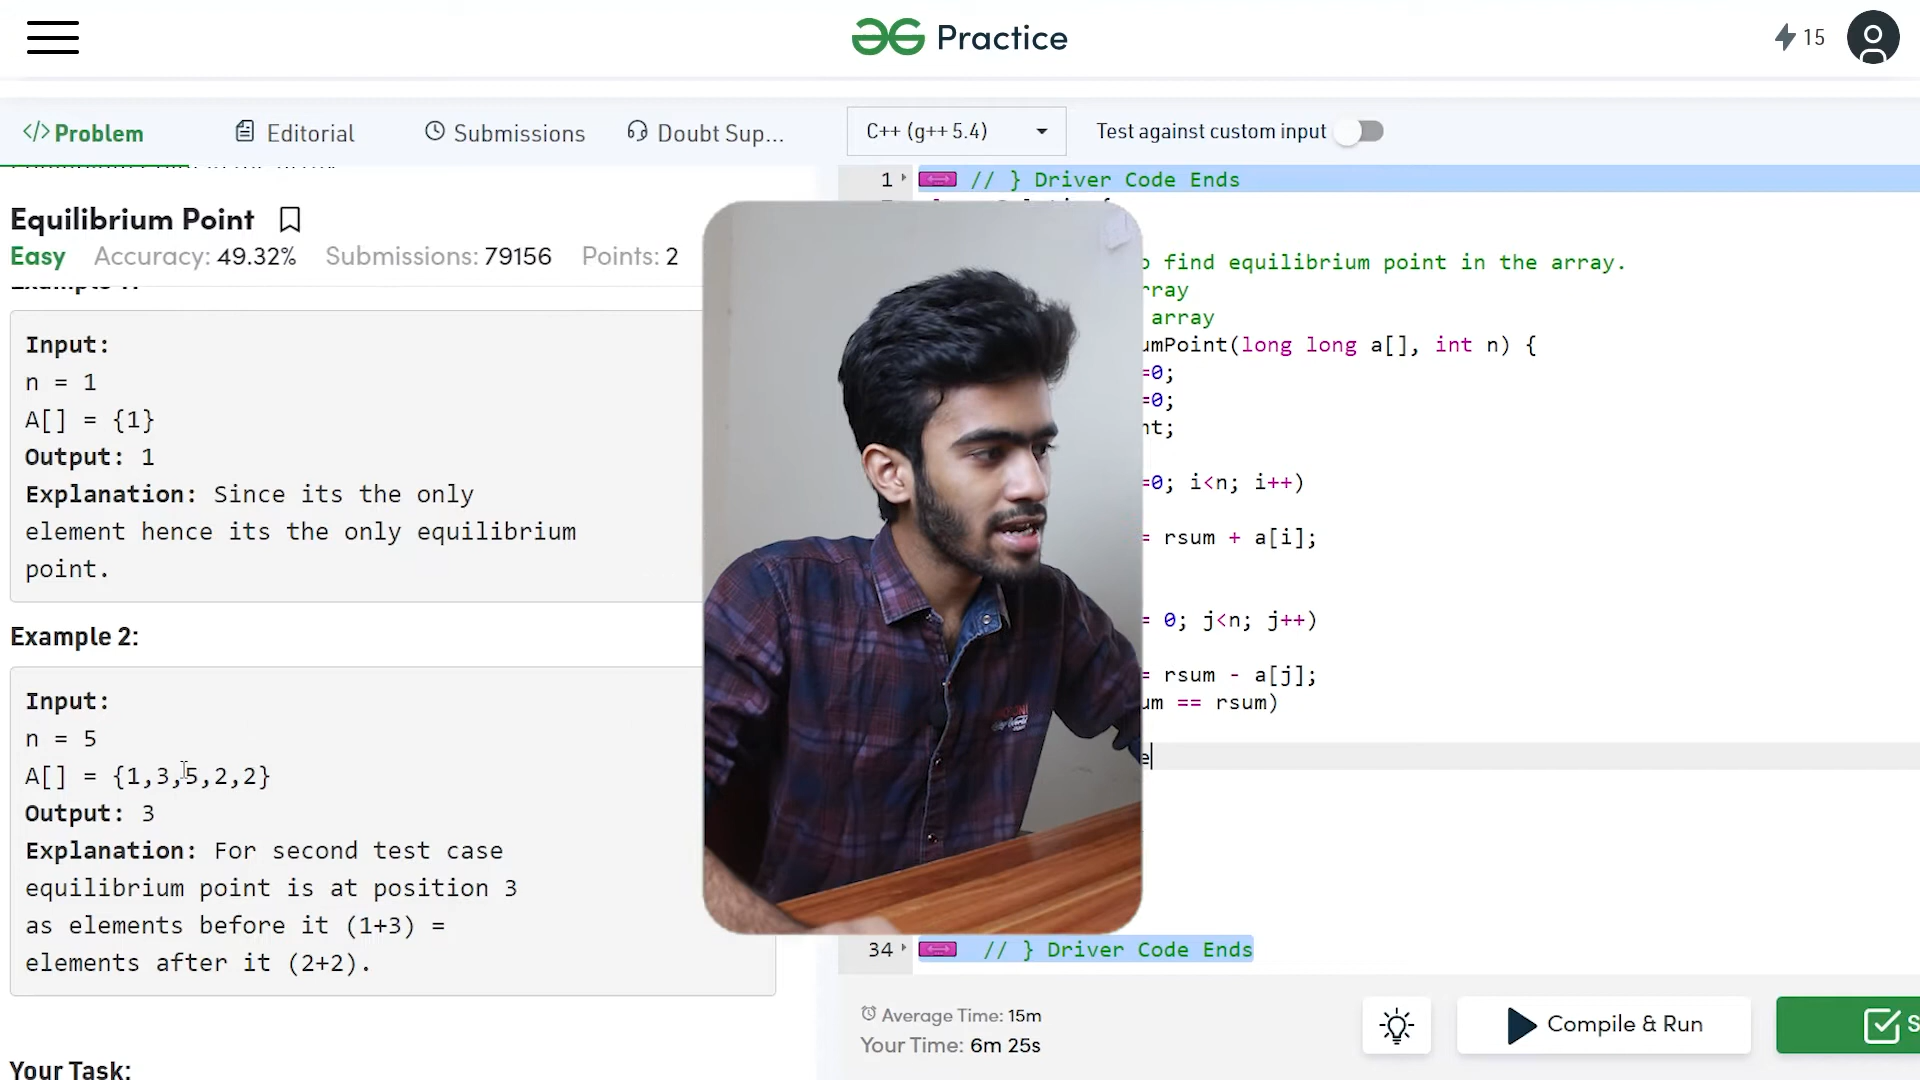 Practice
15
Problem
Editorial
Submissions
Doubt Sup...
C++ (g++ 5.4)
Test against custom input
Equilibrium Point
Easy Accuracy: 49.32% Submissions: 79156 Points: 2
Input:
n = 1
A[] = {1}
Output: 1
Explanation: Since its the only
element hence its the only equilibrium
point.
Example 2:
Input:
n = 5
A[] = {1,3,5,2,2}
Output: 3
Explanation: For second test case
equilibrium point is at position 3
as elements before it (1+3) =
elements after it (2+2).
Your Task:
1 // } Driver Code Ends
find equilibrium point in the array.
array
umPoint(long long a[], int n) {
=0;
=0;
nt;
=0; i<n; i++)
= rsum + a[i];
= 0; j<n; j++)
= rsum - a[j];
um == rsum)
e
34 // } Driver Code Ends
Average Time: 15m
Your Time: 6m 25s
Compile & Run
S